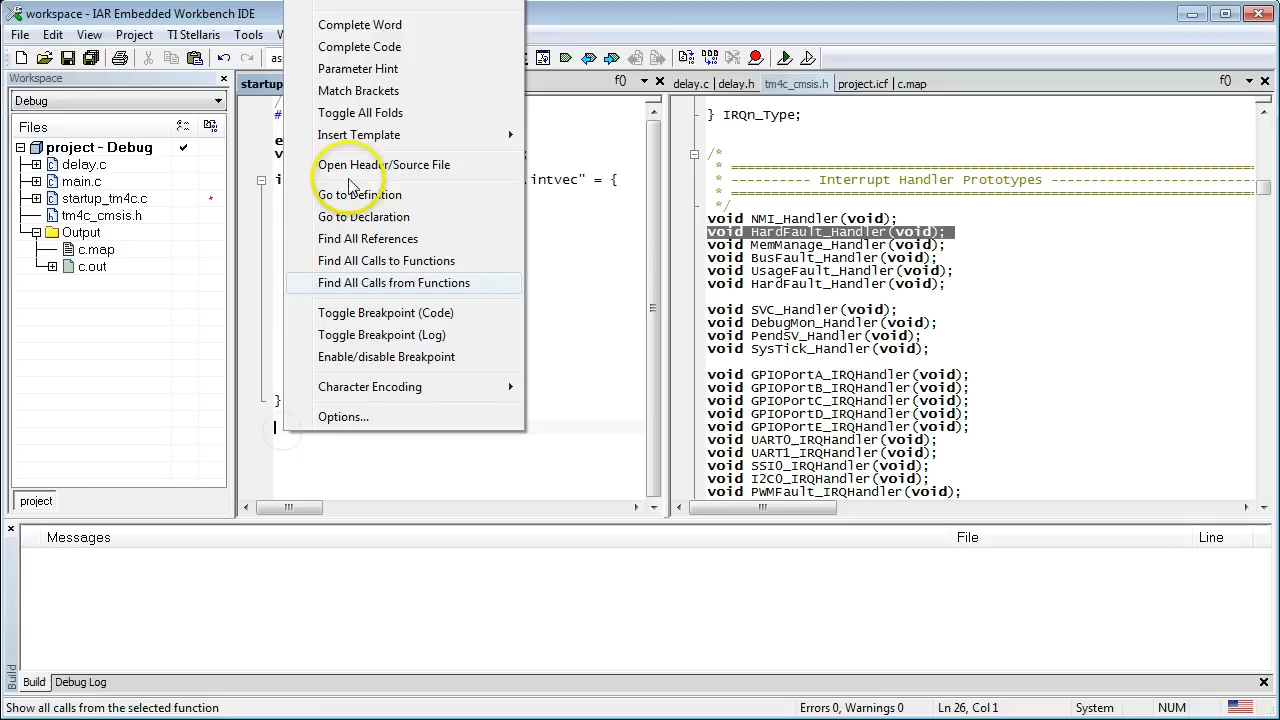 workspace - IAR Embedded Workbench IDE
File Edit View Project TI Stellaris Tools W
as
Workspace
Debug
Files
project - Debug
delay.c
main.c
startup_tm4c.c
tm4c_cmsis.h
Output
c.map
c.out
project
startup
f()
/
#
e
v ;
i .intvec" = {
}
Complete Word
Complete Code
Parameter Hint
Match Brackets
Toggle All Folds
Insert Template
Open Header/Source File
Go to Definition
Go to Declaration
Find All References
Find All Calls to Functions
Find All Calls from Functions
Toggle Breakpoint (Code)
Toggle Breakpoint (Log)
Enable/disable Breakpoint
Character Encoding
Options...
delay.c | delay.h | tm4c_cmsis.h | project.icf | c.map
f()
} IRQn_Type;
/*
* ==========================================================================
* ---------- Interrupt Handler Prototypes ------------------------
* ==========================================================================
*/
void NMI_Handler(void);
void HardFault_Handler(void);
void MemManage_Handler(void);
void BusFault_Handler(void);
void UsageFault_Handler(void);
void HardFault_Handler(void);
void SVC_Handler(void);
void DebugMon_Handler(void);
void PendSV_Handler(void);
void SysTick_Handler(void);
void GPIOPortA_IRQHandler(void);
void GPIOPortB_IRQHandler(void);
void GPIOPortC_IRQHandler(void);
void GPIOPortD_IRQHandler(void);
void GPIOPortE_IRQHandler(void);
void UART0_IRQHandler(void);
void UART1_IRQHandler(void);
void SSI0_IRQHandler(void);
void I2C0_IRQHandler(void);
void PWMFault_IRQHandler(void);
Messages File Line
Build
Build Debug Log
Show all calls from the selected function Errors 0, Warnings 0 Ln 26, Col 1 System NUM